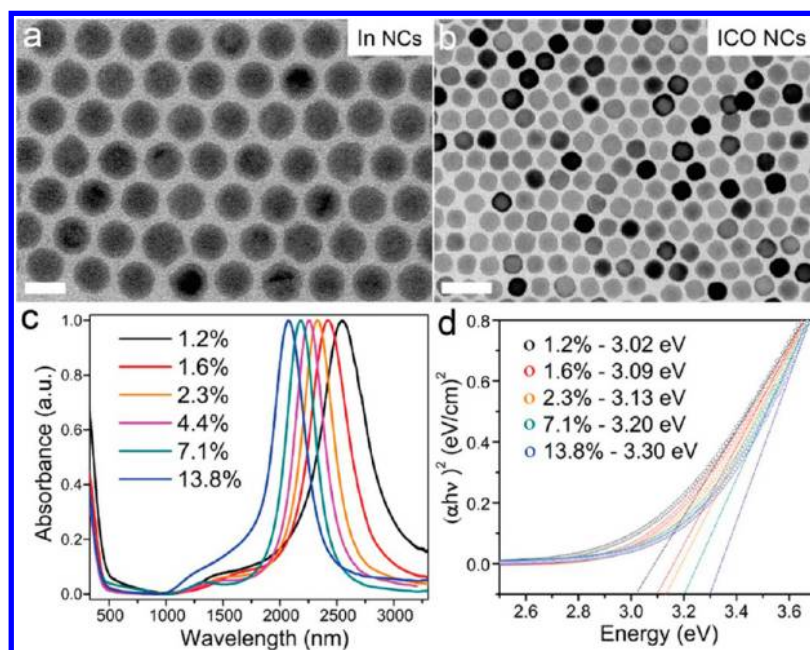 a
In NCs
b
ICO NCs
c
1.2%
1.6%
2.3%
4.4%
7.1%
13.8%
Absorbance (a.u.)
1.0
0.8
0.6
0.4
0.2
0.0
500 1000 1500 2000 2500 3000
Wavelength (nm)
d
1.2% - 3.02 eV
1.6% - 3.09 eV
2.3% - 3.13 eV
7.1% - 3.20 eV
13.8% - 3.30 eV
(αhν)² (eV/cm)²
0.8
0.6
0.4
0.2
0.0
2.6 2.8 3.0 3.2 3.4 3.6
Energy (eV)